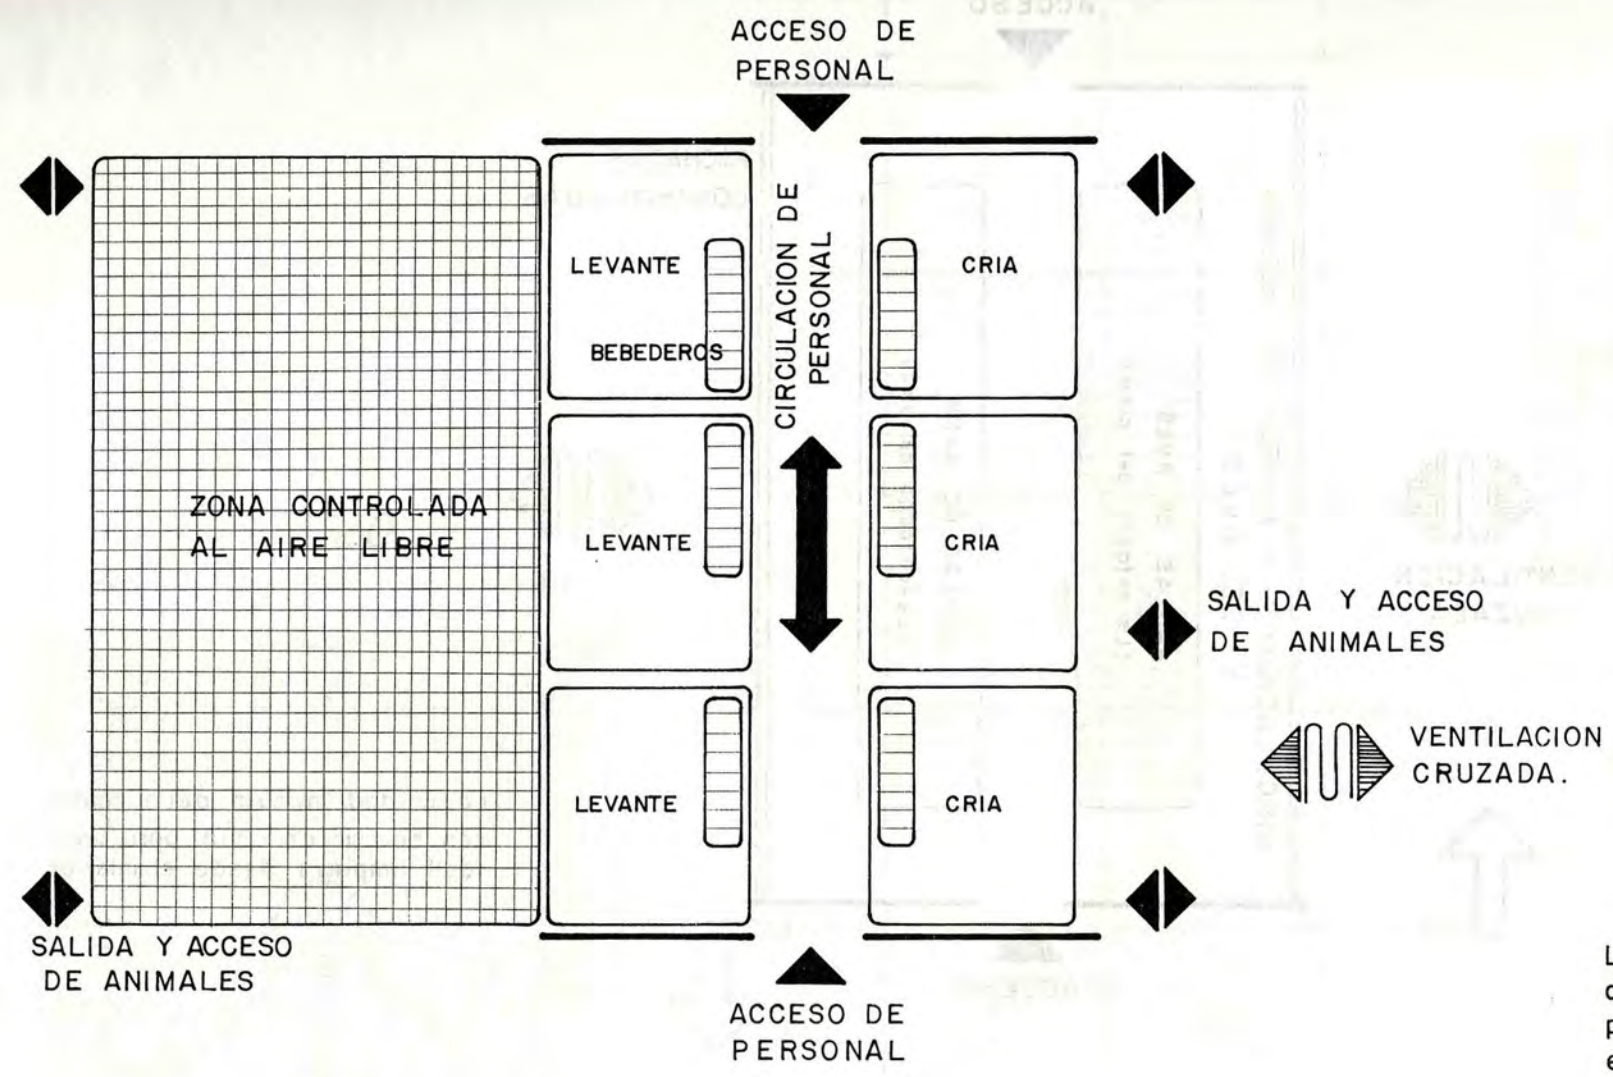 ACCESO DE
PERSONAL
CIRCULACION DE
PERSONAL
LEVANTE
BEBEDEROS
CRIA
ZONA CONTROLADA
AL AIRE LIBRE
LEVANTE
CRIA
SALIDA Y ACCESO
DE ANIMALES
VENTILACION
CRUZADA.
LEVANTE
CRIA
SALIDA Y ACCESO
DE ANIMALES
ACCESO DE
PERSONAL